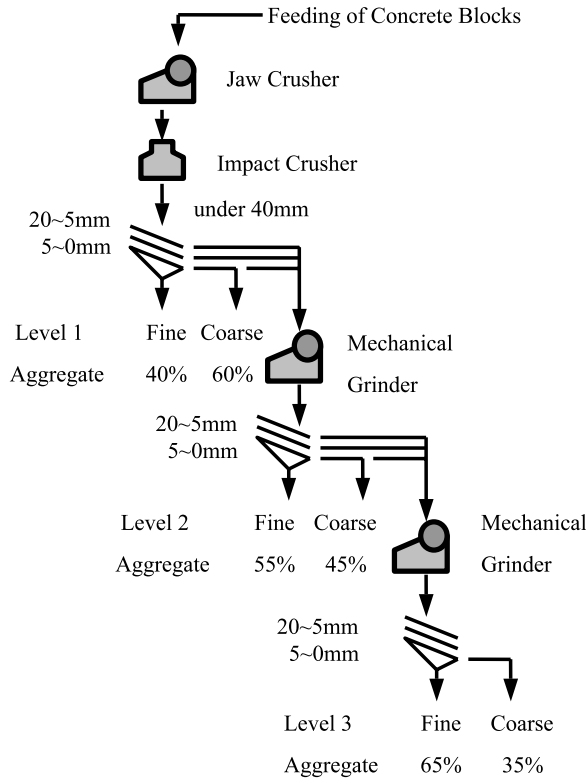 Feeding of Concrete Blocks
Jaw Crusher
Impact Crusher
under 40mm
20~5mm
5~0mm
Level 1 Fine Coarse
Aggregate 40% 60%
Mechanical
Grinder
20~5mm
5~0mm
Level 2 Fine Coarse
Aggregate 55% 45%
Mechanical
Grinder
20~5mm
5~0mm
Level 3 Fine Coarse
Aggregate 65% 35%